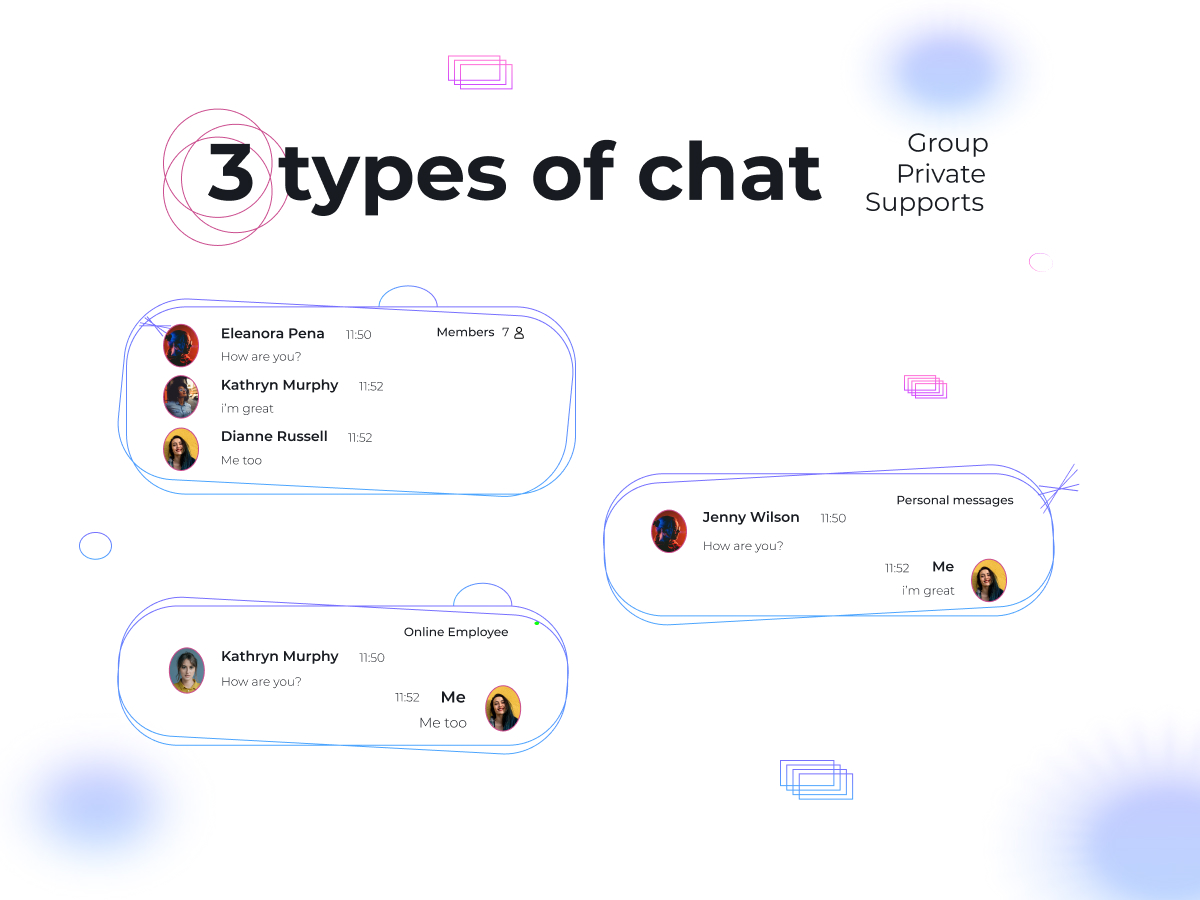 3 types of chat
Group
Private
Supports
Eleanora Pena 11:50 Members 7
How are you?
Kathryn Murphy 11:52
i'm great
Dianne Russell 11:52
Me too
Personal messages
Jenny Wilson 11:50
How are you?
11:52 Me
i'm great
Online Employee
Kathryn Murphy 11:50
How are you?
11:52 Me
Me too